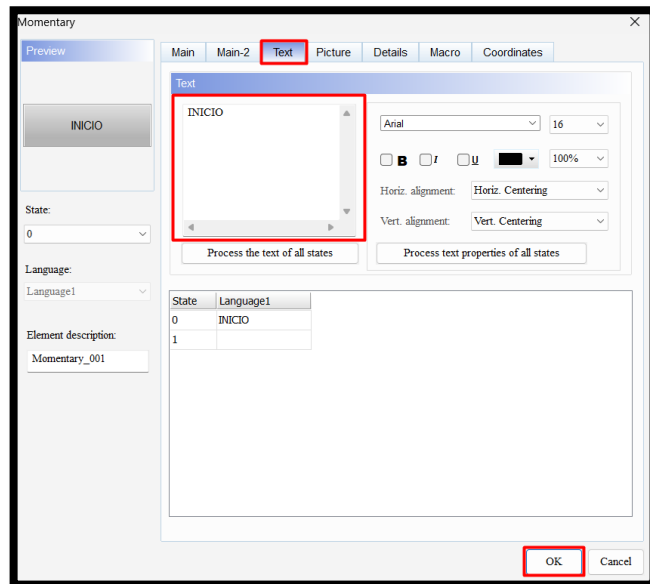 Momentary
Preview
INICIO
State:
0
Language:
Language1
Element description:
Momentary_001
Main Main-2 Text Picture Details Macro Coordinates
Text
INICIO
Arial 16
B I U 100%
Horiz. alignment: Horiz. Centering
Vert. alignment: Vert. Centering
Process the text of all states Process text properties of all states
State Language1
0 INICIO
1
OK Cancel